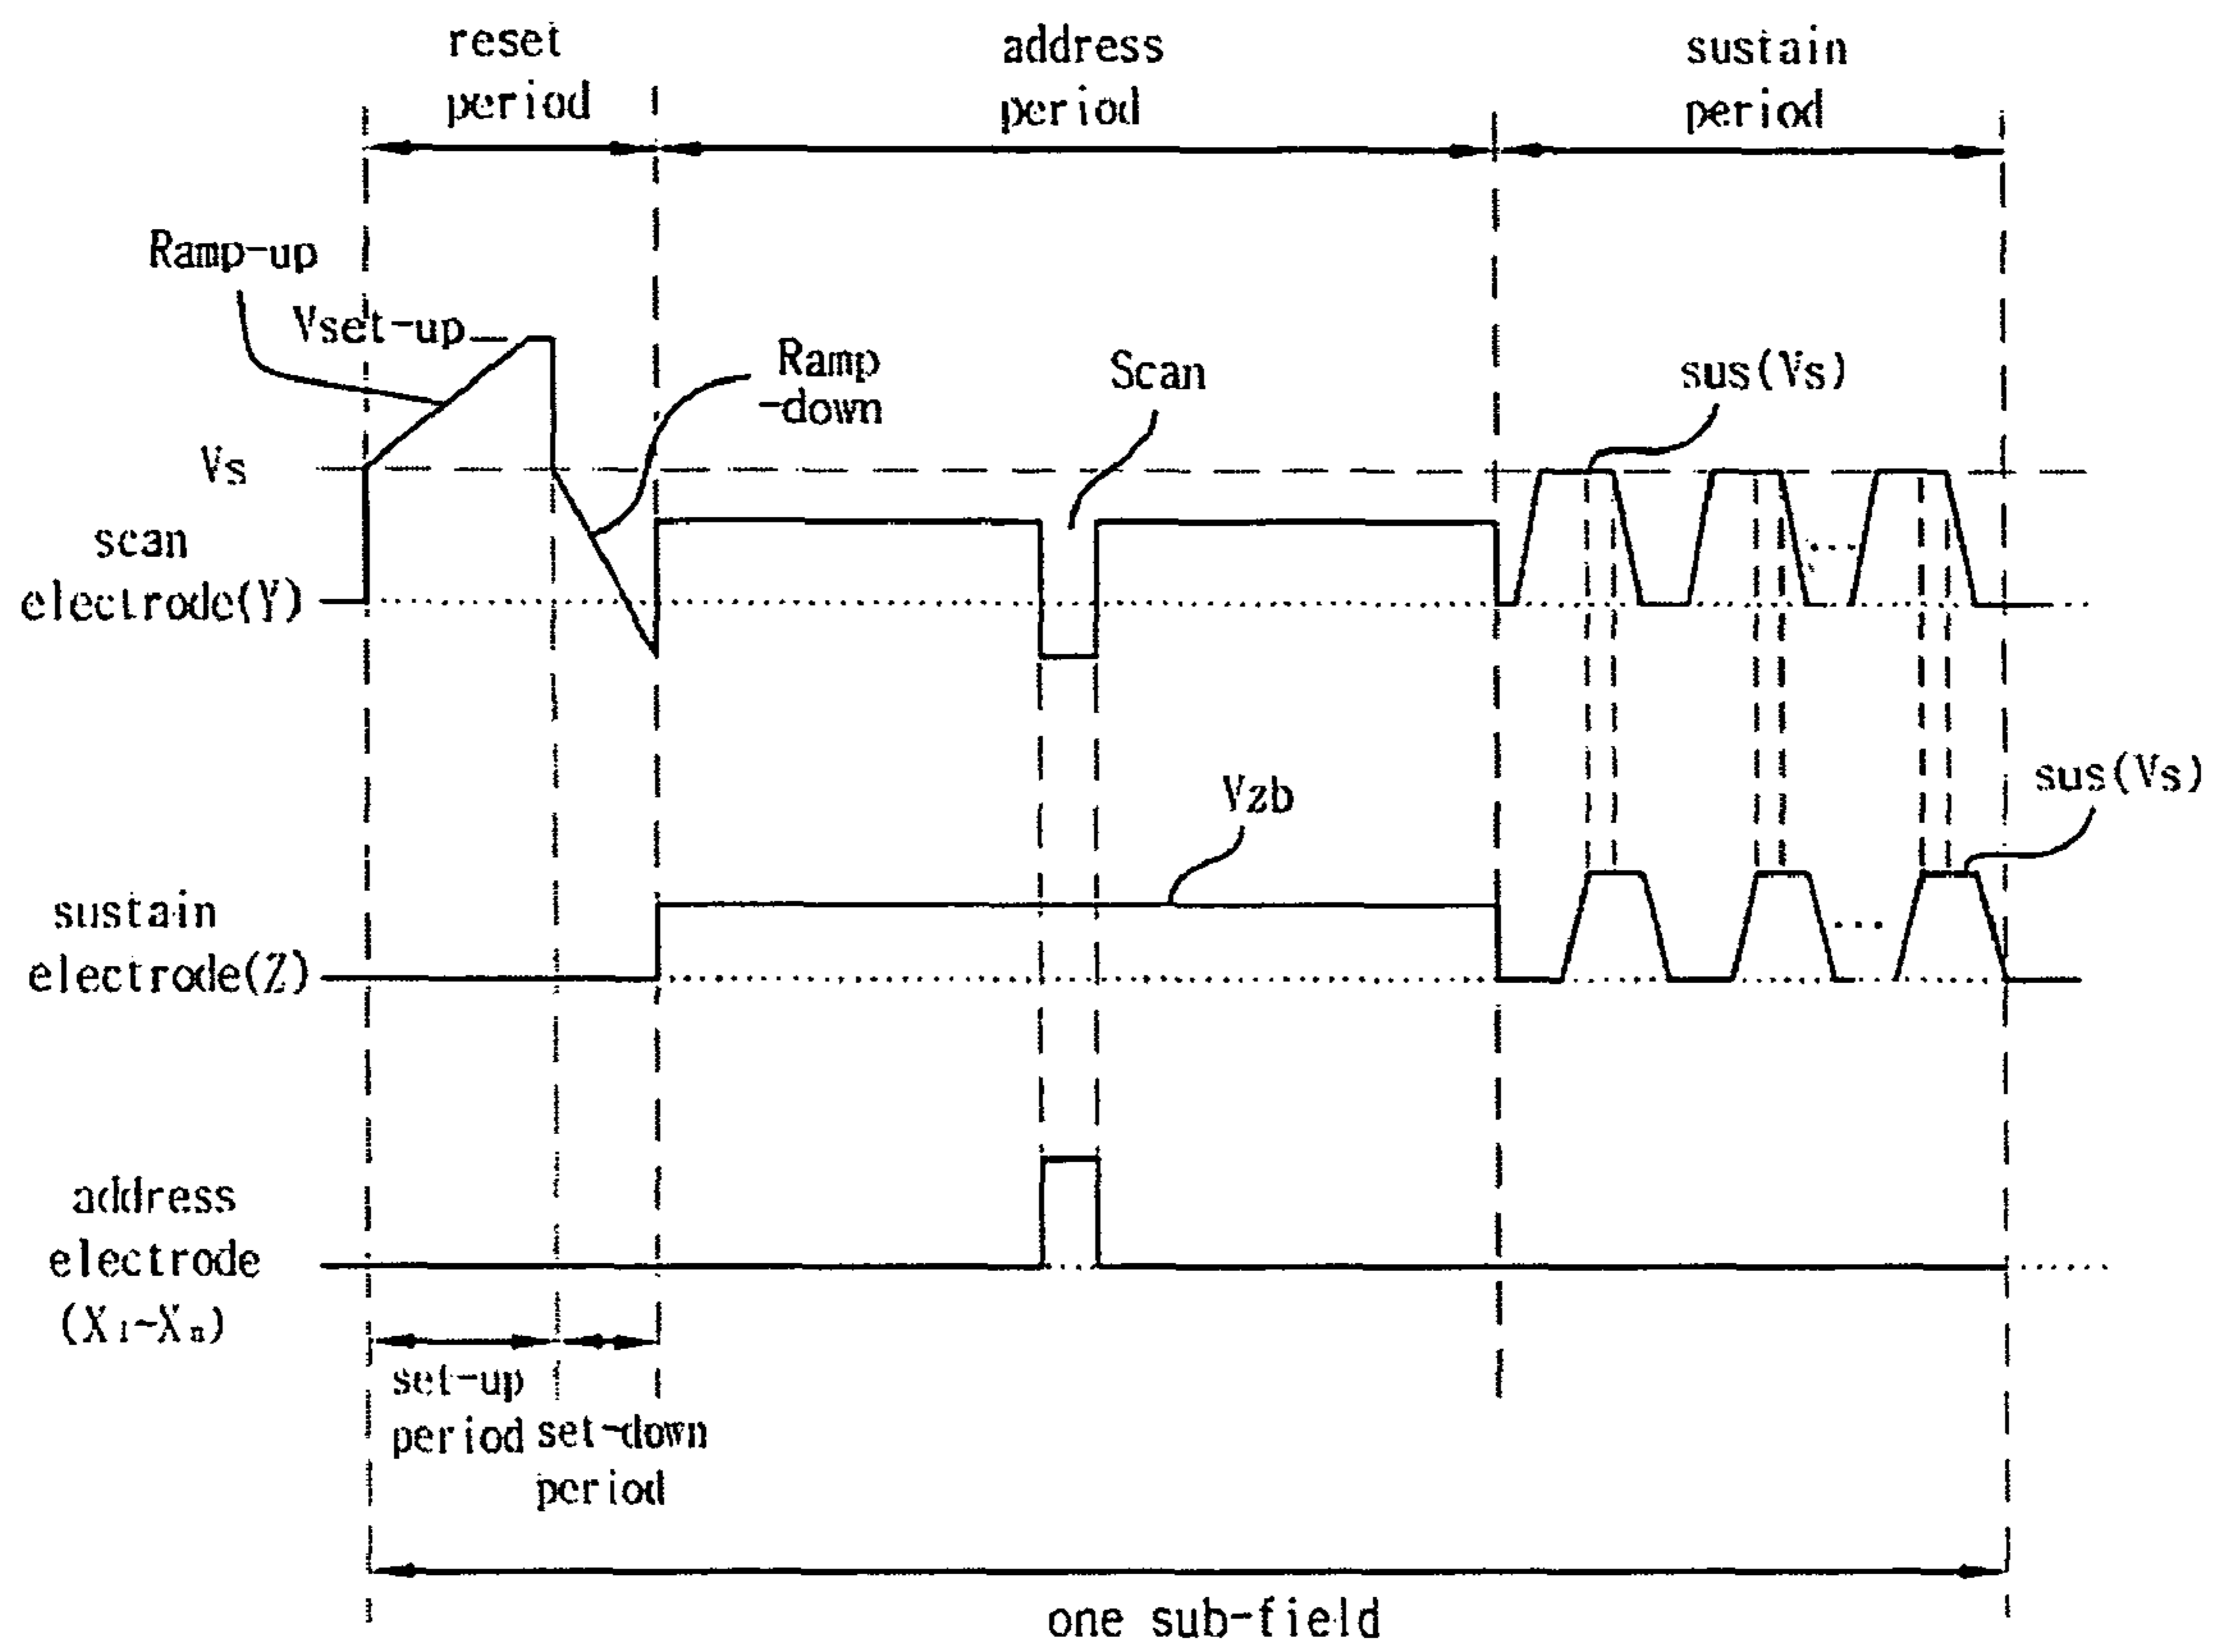 reset
period
address
period
sustain
period
Ramp-up
Vset-up
Ramp
-down
Scan
sus(Vs)
Vs
scan
electrode(Y)
Vzb
sus(Vs)
sustain
electrode(Z)
address
electrode
(X₁~Xₙ)
set-up
period
set-down
period
one sub-field